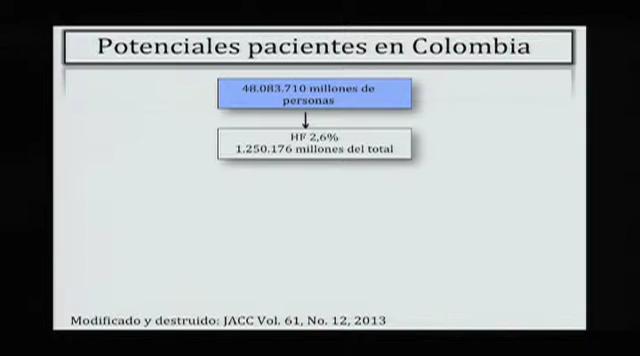 Potenciales pacientes en Colombia
48.083.710 millones de
personas
HF 2,6%
1.250.176 millones del total
Modificado y destruido: JACC Vol. 61, No. 12, 2013